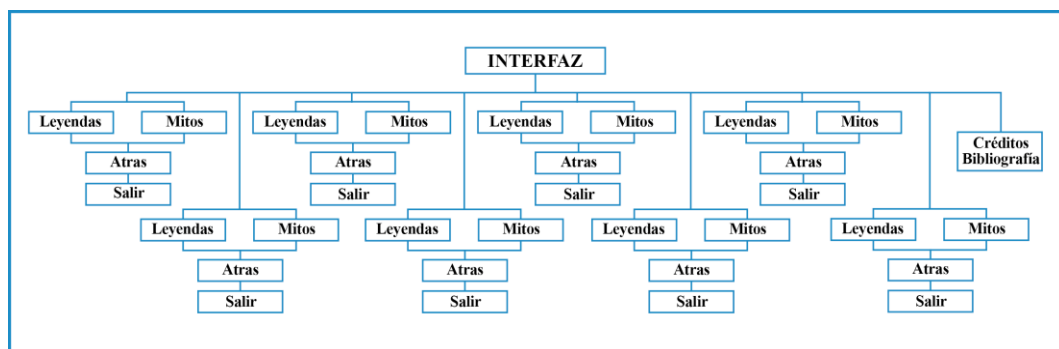 INTERFAZ
Leyendas Mitos Leyendas Mitos Leyendas Mitos Leyendas Mitos
Créditos
Bibliografía
Atras Atras Atras Atras
Salir Salir Salir Salir
Leyendas Mitos Leyendas Mitos Leyendas Mitos Leyendas Mitos
Atras Atras Atras Atras
Salir Salir Salir Salir